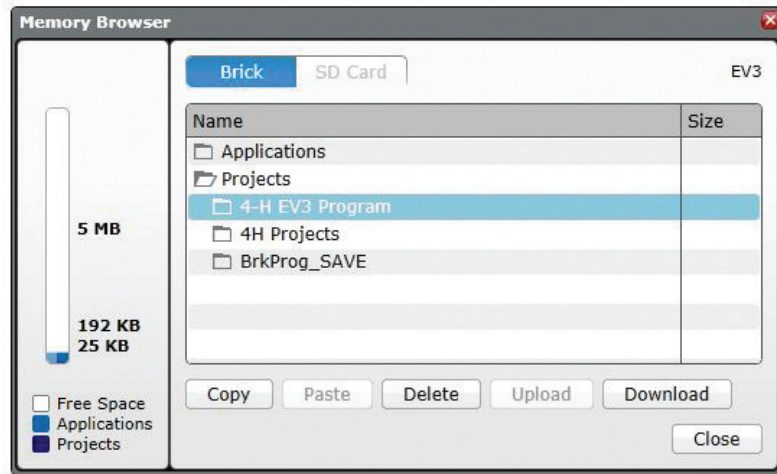 Memory Browser
Brick
SD Card
EV3
Name
Size
Applications
Projects
4-H EV3 Program
4H Projects
BrkProg_SAVE
5 MB
192 KB
25 KB
Free Space
Applications
Projects
Copy
Paste
Delete
Upload
Download
Close